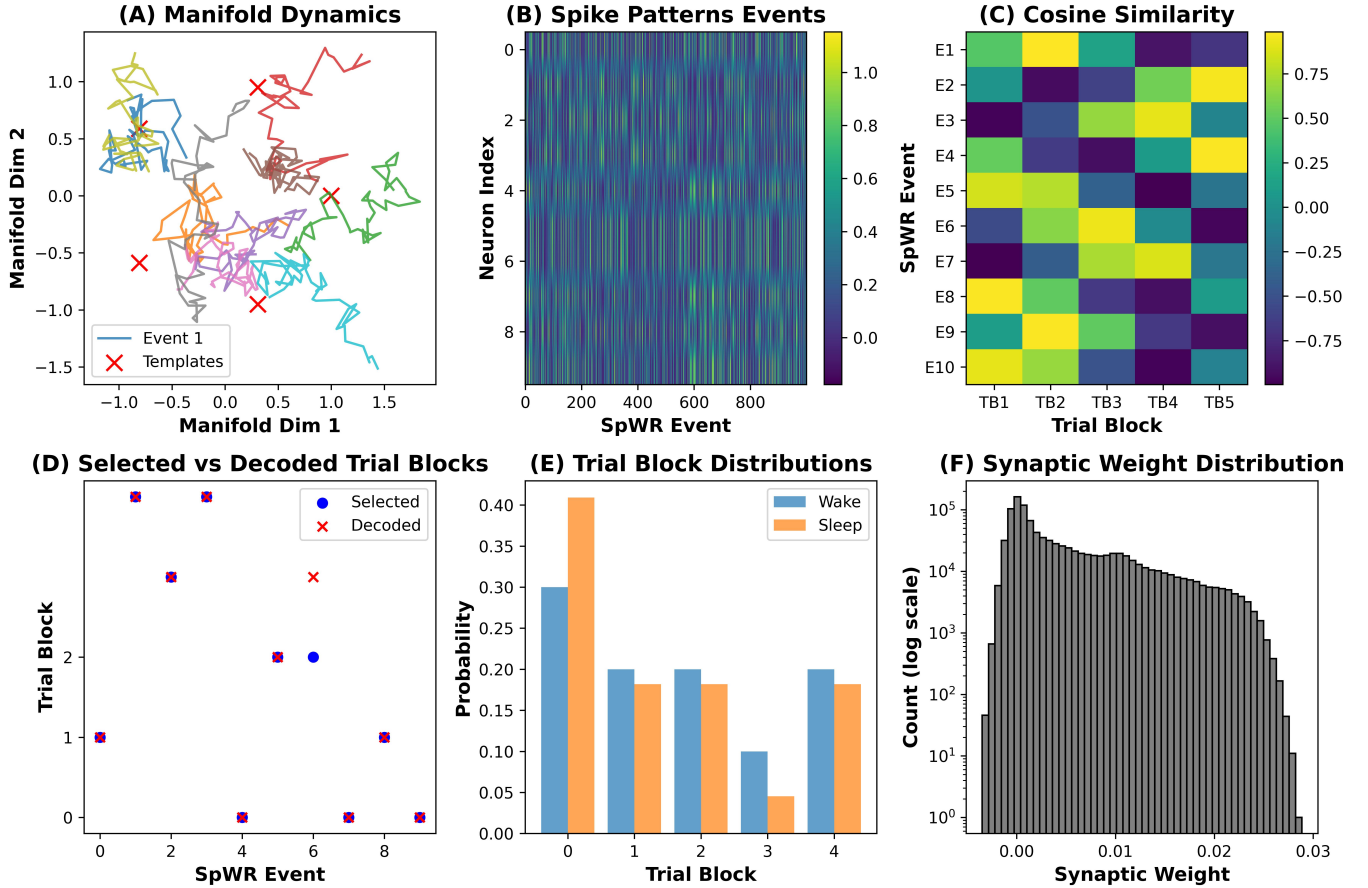 (A) Manifold Dynamics
Manifold Dim 2
1.0
0.5
0.0
−0.5
−1.0
−1.5
Event 1
Templates
−1.0 −0.5 0.0 0.5 1.0 1.5
Manifold Dim 1
(B) Spike Patterns Events
Neuron Index
0
2
4
6
8
0 200 400 600 800
SpWR Event
1.0
0.8
0.6
0.4
0.2
0.0
(C) Cosine Similarity
SpWR Event
E1
E2
E3
E4
E5
E6
E7
E8
E9
E10
TB1 TB2 TB3 TB4 TB5
Trial Block
0.75
0.50
0.25
0.00
−0.25
−0.50
−0.75
(D) Selected vs Decoded Trial Blocks
Trial Block
2
1
0
Selected
Decoded
0 2 4 6 8
SpWR Event
(E) Trial Block Distributions
Probability
0.40
0.35
0.30
0.25
0.20
0.15
0.10
0.05
0.00
Wake
Sleep
0 1 2 3 4
Trial Block
(F) Synaptic Weight Distribution
Count (log scale)
10⁵
10⁴
10³
10²
10¹
10⁰
0.00 0.01 0.02 0.03
Synaptic Weight